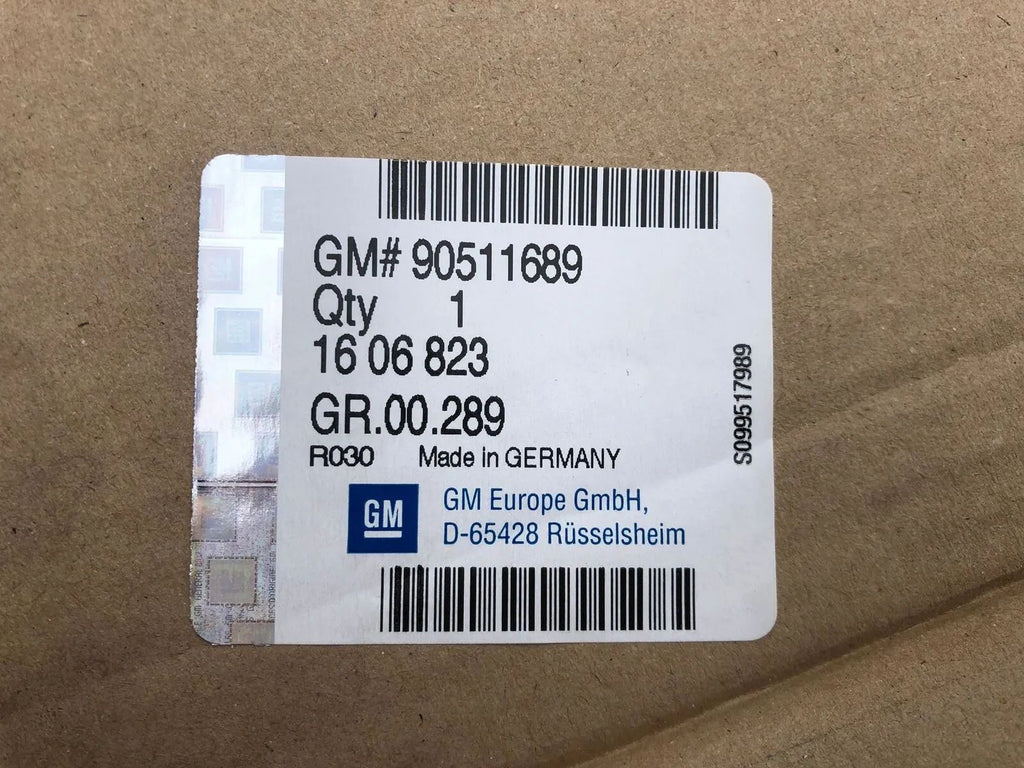 GM# 90511689
Qty 1
16 06 823
GR.00.289
R030 Made in GERMANY
GM
GM Europe GmbH,
D-65428 Rüsselsheim
S099517989